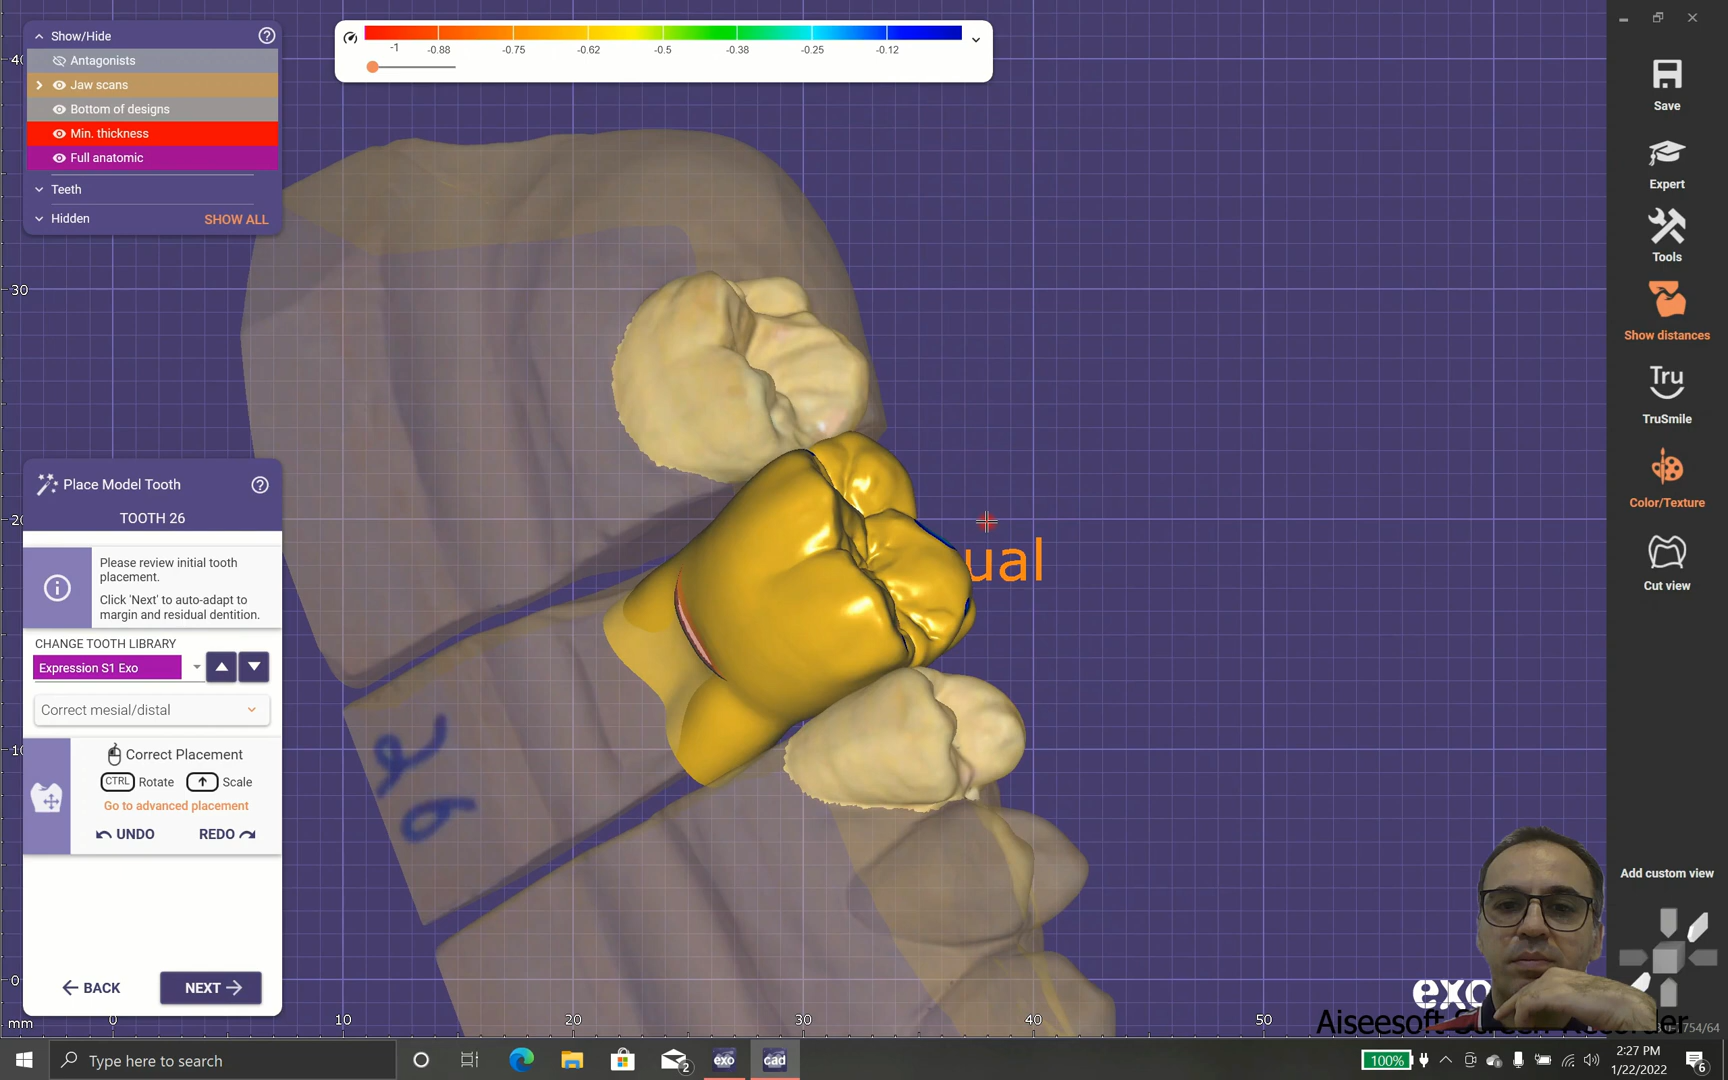 Show/Hide
Antagonists
Jaw scans
Bottom of designs
Min. thickness
Full anatomic
Teeth
Hidden SHOW ALL
-1 -0.88 -0.75 -0.62 -0.5 -0.38 -0.25 -0.12
Save
Expert
Tools
Show distances
Tru
TruSmile
Color/Texture
Cut view
Add custom view
30
20
10
0
mm 0 10 20 30 40 50
ual
26
Place Model Tooth
TOOTH 26
Please review initial tooth
placement.
Click 'Next' to auto-adapt to
margin and residual dentition.
CHANGE TOOTH LIBRARY
Expression S1 Exo
Correct mesial/distal
Correct Placement
CTRL Rotate Scale
Go to advanced placement
UNDO REDO
BACK NEXT
exo
Aiseesoft Screen Recorder
Type here to search
2
exo
cad
100%
2:27 PM
1/22/2022
6